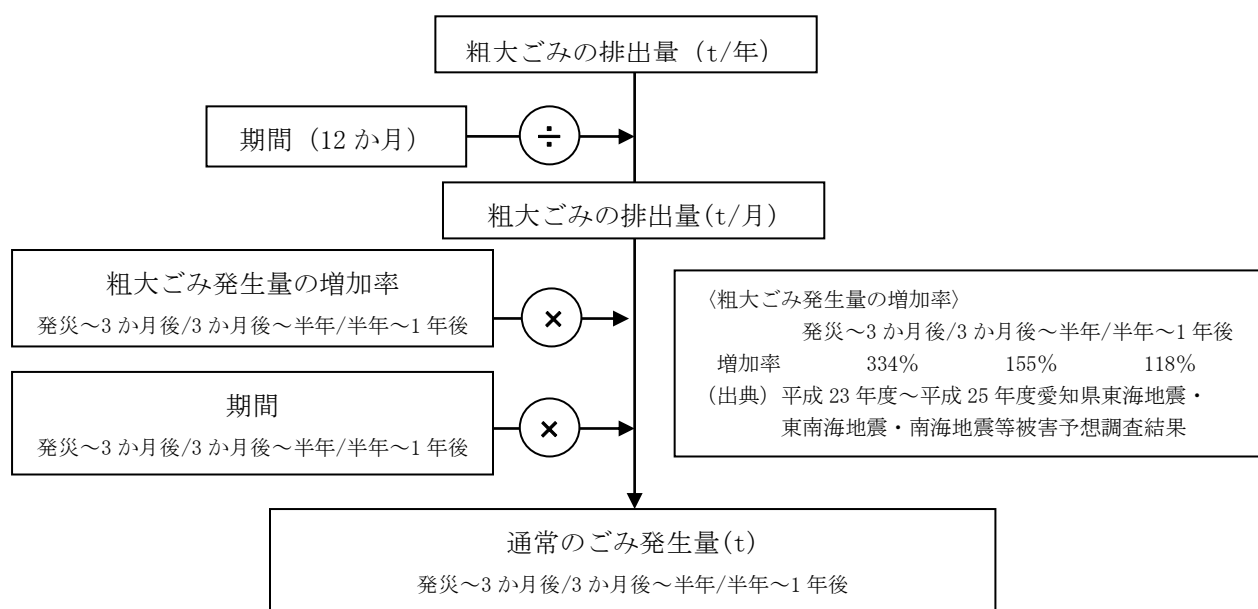 粗大ごみの排出量（t/年）
期間（12 か月）
÷
粗大ごみの排出量(t/月)
粗大ごみ発生量の増加率
発災～3 か月後/3 か月後～半年/半年～1 年後
×
〈粗大ごみ発生量の増加率〉
発災～3 か月後/3 か月後～半年/半年～1 年後
増加率 334% 155% 118%
（出典）平成 23 年度～平成 25 年度愛知県東海地震・
東南海地震・南海地震等被害予想調査結果
期間
発災～3 か月後/3 か月後～半年/半年～1 年後
×
通常のごみ発生量(t)
発災～3 か月後/3 か月後～半年/半年～1 年後